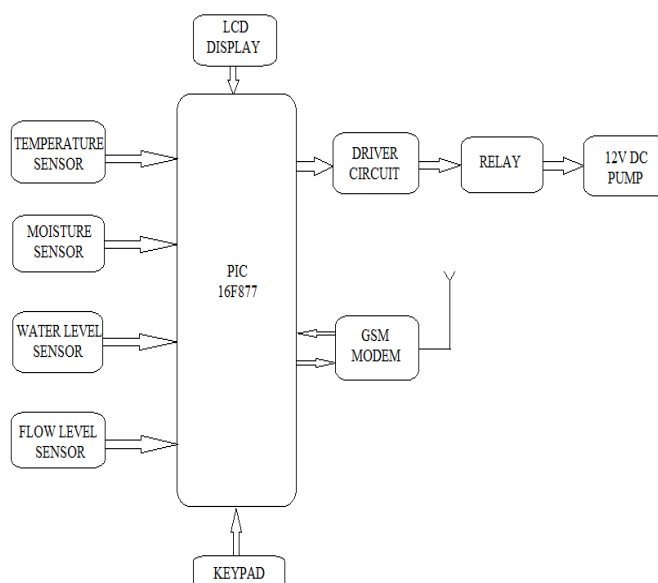 LCD
DISPLAY
TEMPERATURE
SENSOR
DRIVER
CIRCUIT
RELAY
12V DC
PUMP
MOISTURE
SENSOR
PIC
16F877
WATER LEVEL
SENSOR
GSM
MODEM
FLOW LEVEL
SENSOR
KEYPAD